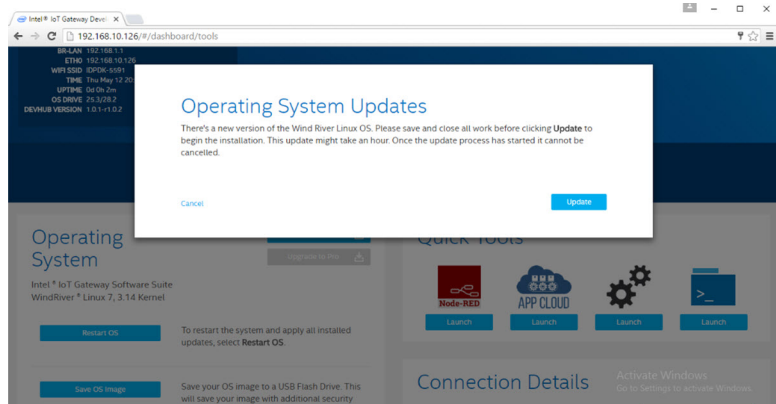 Intel® IoT Gateway Devel
192.168.10.126/#/dashboard/tools
BR-LAN 192.168.1.1
ETH0 192.168.10.126
WIFI SSID IDPDK-5591
TIME Thu May 12 20:
UPTIME 0d 0h 2m
OS DRIVE 25.3/28.2
DEVHUB VERSION 1.0.1-r1.0.2
Operating System Updates
There's a new version of the Wind River Linux OS. Please save and close all work before clicking Update to
begin the installation. This update might take an hour. Once the update process has started it cannot be
cancelled.
Cancel
Update
Operating
System
Upgrade to Pro
Intel ® IoT Gateway Software Suite
WindRiver ® Linux 7, 3.14 Kernel
Restart OS
To restart the system and apply all installed
updates, select Restart OS.
Save OS Image
Save your OS image to a USB Flash Drive. This
will save your image with additional security
Quick Tools
Node-RED
APP CLOUD
>_
Launch
Launch
Launch
Launch
Connection Details
Activate Windows
Go to Settings to activate Windows.